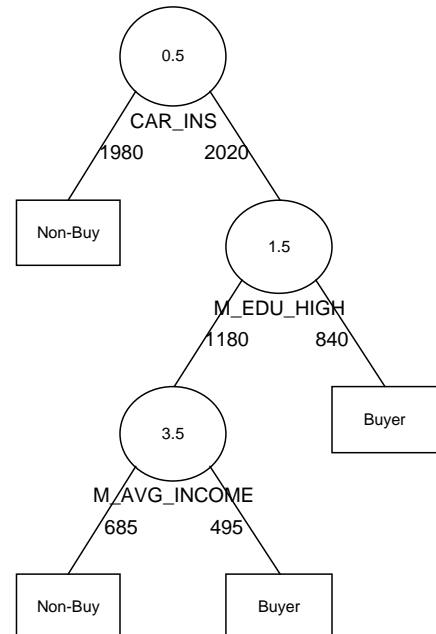 0.5
CAR_INS
1980 2020
Non-Buy
1.5
M_EDU_HIGH
1180 840
Buyer
3.5
M_AVG_INCOME
685 495
Non-Buy Buyer